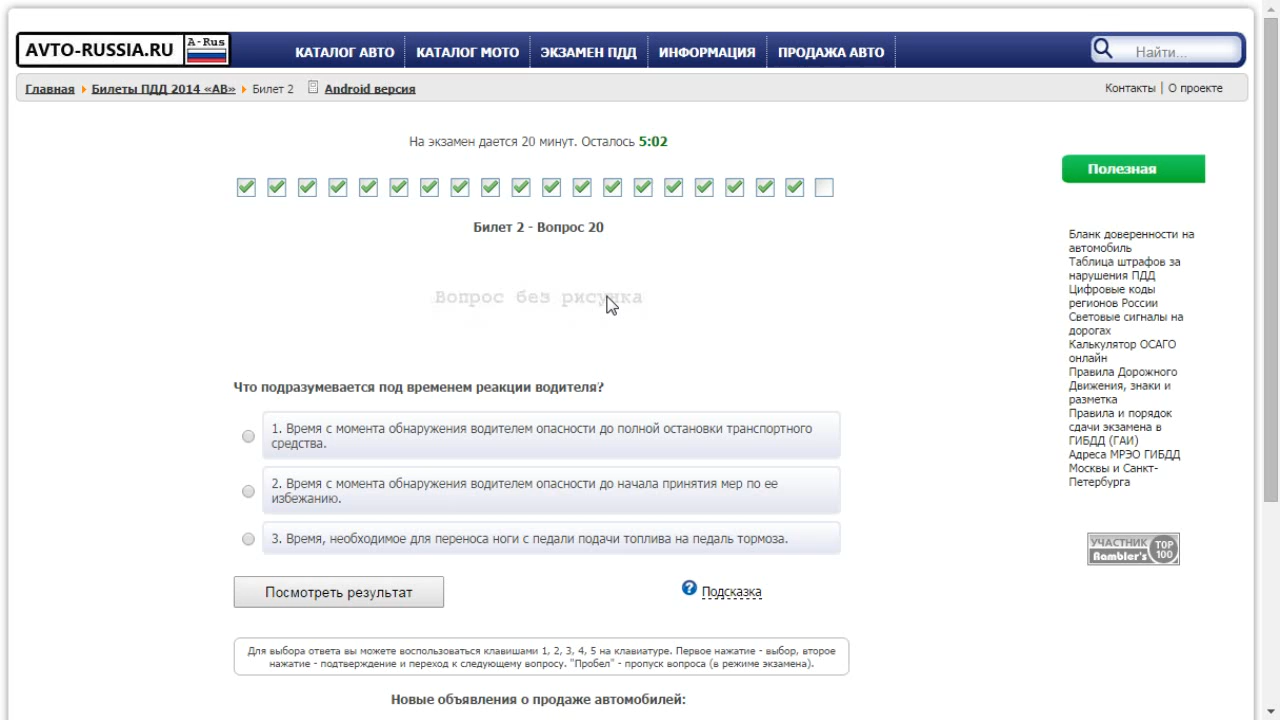 AVTO-RUSSIA.RU
A-Rus
КАТАЛОГ АВТО
КАТАЛОГ МОТО
ЭКЗАМЕН ПДД
ИНФОРМАЦИЯ
ПРОДАЖА АВТО
Найти...
Главная Билеты ПДД 2014 «АВ» Билет 2 Android версия
Контакты | О проекте
На экзамен дается 20 минут. Осталось 5:02
Билет 2 - Вопрос 20
Вопрос без рисунка
Что подразумевается под временем реакции водителя?
1. Время с момента обнаружения водителем опасности до полной остановки транспортного
средства.
2. Время с момента обнаружения водителем опасности до начала принятия мер по ее
избежанию.
3. Время, необходимое для переноса ноги с педали подачи топлива на педаль тормоза.
Посмотреть результат
? Подсказка
Для выбора ответа вы можете воспользоваться клавишами 1, 2, 3, 4, 5 на клавиатуре. Первое нажатие - выбор, второе
нажатие - подтверждение и переход к следующему вопросу. "Пробел" - пропуск вопроса (в режиме экзамена).
Новые объявления о продаже автомобилей:
Полезная
Бланк доверенности на
автомобиль
Таблица штрафов за
нарушения ПДД
Цифровые коды
регионов России
Световые сигналы на
дорогах
Калькулятор ОСАГО
онлайн
Правила Дорожного
Движения, знаки и
разметка
Правила и порядок
сдачи экзамена в
ГИБДД (ГАИ)
Адреса МРЭО ГИБДД
Москвы и Санкт-
Петербурга
УЧАСТНИК
Rambler's
TOP
100